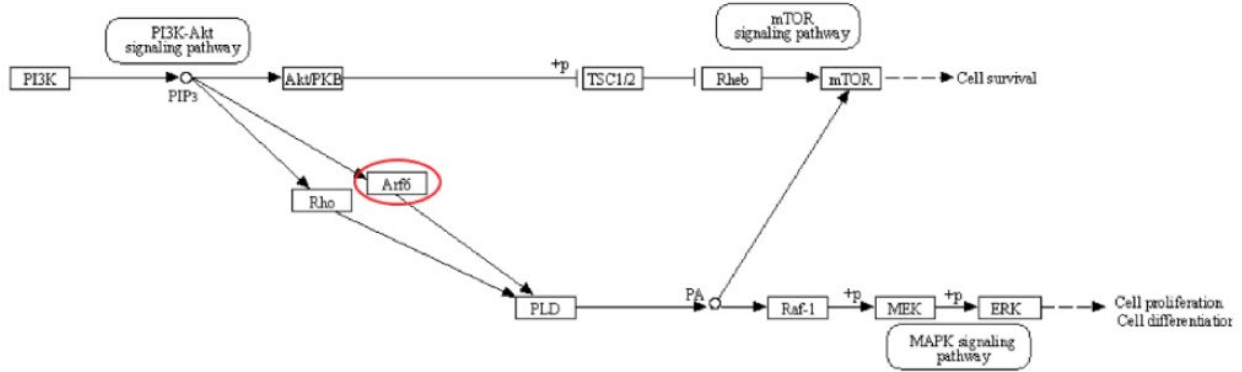 PI3K-Akt
signaling pathway
mTOR
signaling pathway
PI3K
PIP3
Akt/PKB
+p
TSC1/2
Rheb
mTOR
Cell survival
Arf6
Rho
PLD
PA
Raf-1
+p
MEK
+p
ERK
Cell proliferation
Cell differentiation
MAPK signaling
pathway